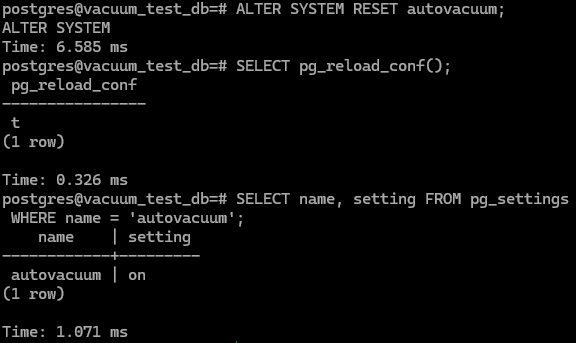 postgres@vacuum_test_db=# ALTER SYSTEM RESET autovacuum;
ALTER SYSTEM
Time: 6.585 ms
postgres@vacuum_test_db=# SELECT pg_reload_conf();
 pg_reload_conf
----------------
 t
(1 row)

Time: 0.326 ms
postgres@vacuum_test_db=# SELECT name, setting FROM pg_settings
 WHERE name = 'autovacuum';
    name    | setting
------------+---------
 autovacuum | on
(1 row)

Time: 1.071 ms